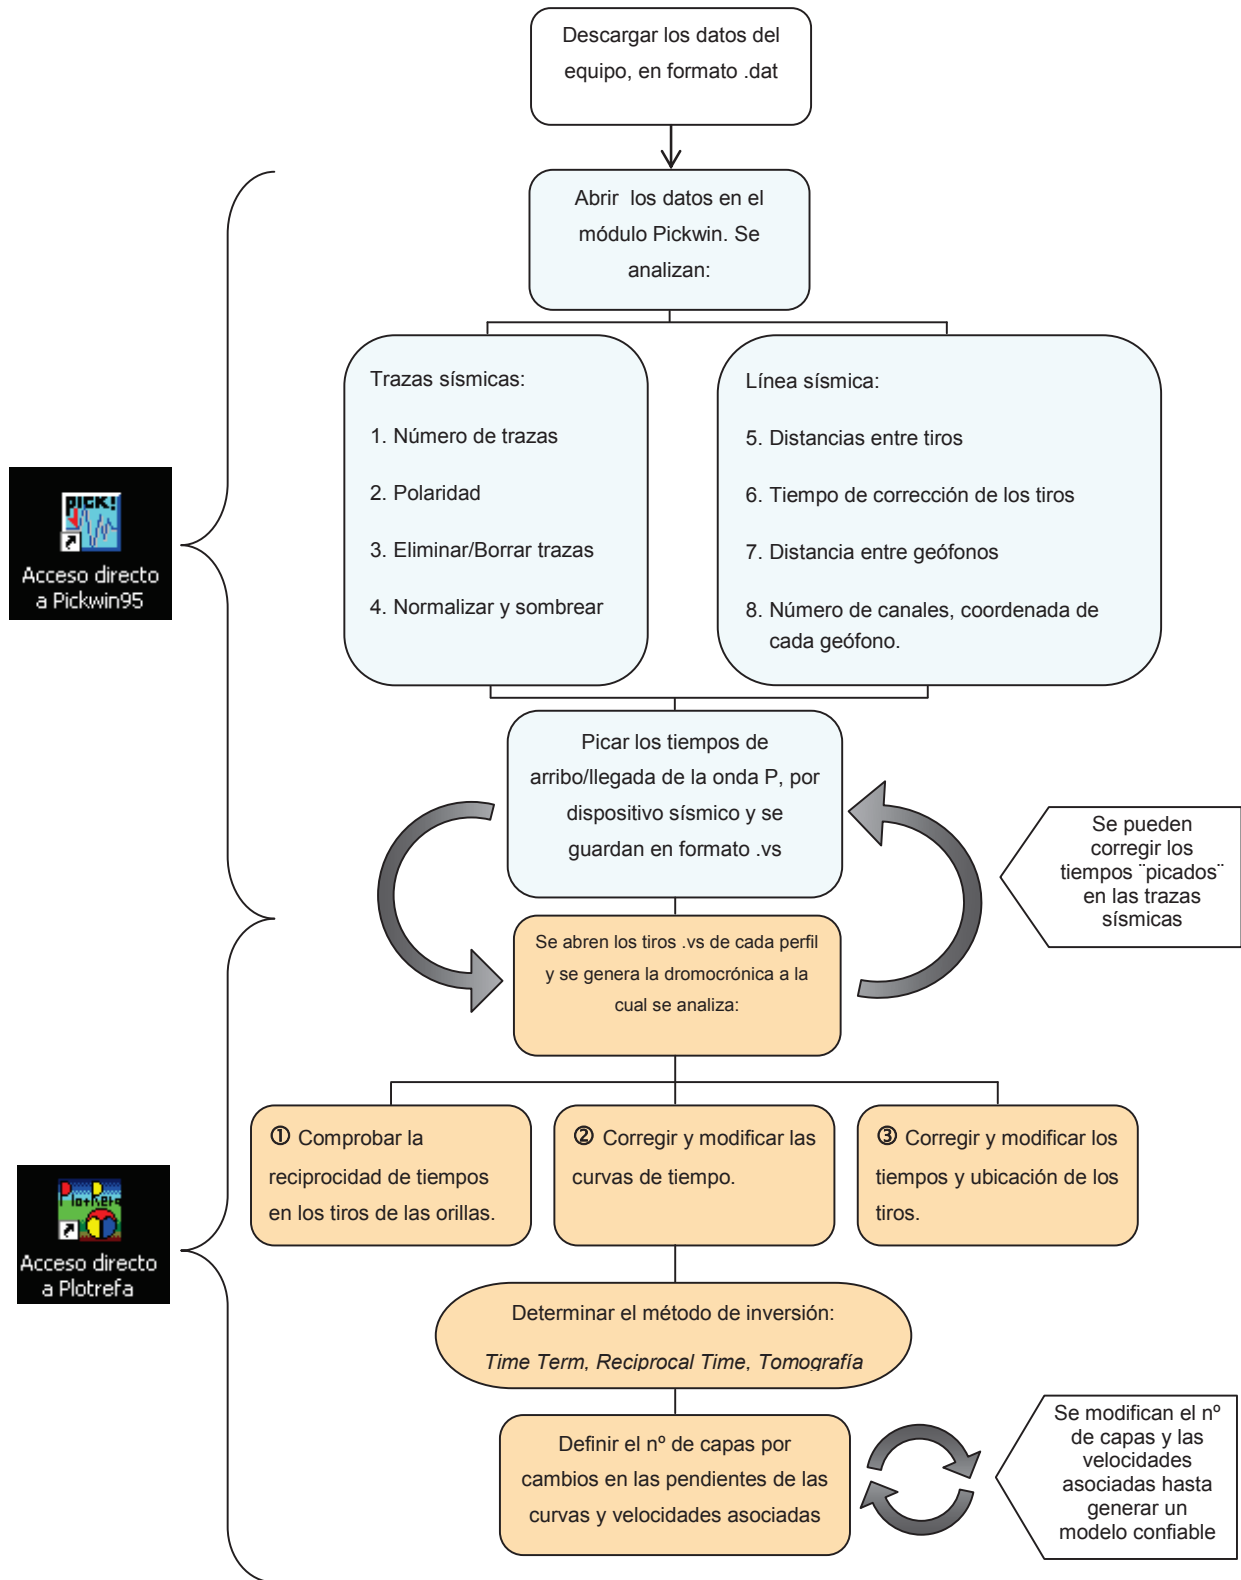 Descargar los datos del
equipo, en formato .dat
Abrir los datos en el
módulo Pickwin. Se
analizan:
Trazas sísmicas:
1. Número de trazas
2. Polaridad
3. Eliminar/Borrar trazas
4. Normalizar y sombrear
Línea sísmica:
5. Distancias entre tiros
6. Tiempo de corrección de los tiros
7. Distancia entre geófonos
8. Número de canales, coordenada de
cada geófono.
PICK!
Acceso directo
a Pickwin95
Picar los tiempos de
arribo/llegada de la onda P, por
dispositivo sísmico y se
guardan en formato .vs
Se pueden
corregir los
tiempos ¨picados¨
en las trazas
sísmicas
Se abren los tiros .vs de cada perfil
y se genera la dromocrónica a la
cual se analiza:
① Comprobar la
reciprocidad de tiempos
en los tiros de las orillas.
② Corregir y modificar las
curvas de tiempo.
③ Corregir y modificar los
tiempos y ubicación de los
tiros.
PlotRefa
Acceso directo
a Plotrefa
Determinar el método de inversión:
Time Term, Reciprocal Time, Tomografía
Definir el nº de capas por
cambios en las pendientes de las
curvas y velocidades asociadas
Se modifican el nº
de capas y las
velocidades
asociadas hasta
generar un
modelo confiable